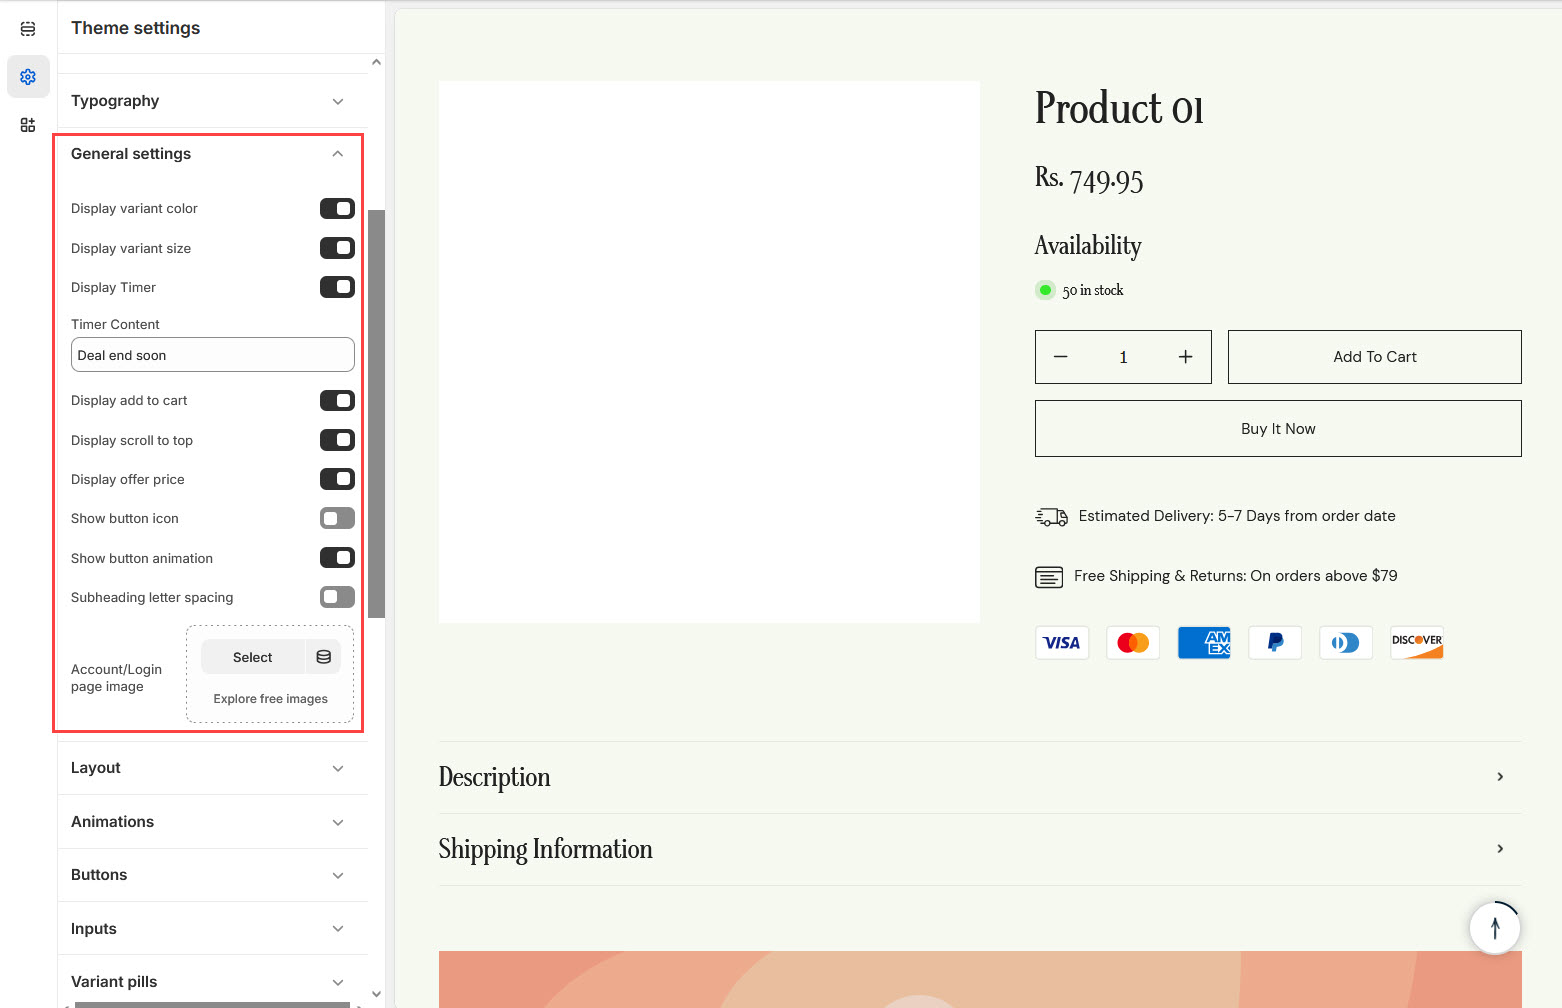 Theme settings
Typography
General settings
Display variant color
Display variant size
Display Timer
Timer Content
Deal end soon
Display add to cart
Display scroll to top
Display offer price
Show button icon
Show button animation
Subheading letter spacing
Account/Login
page image
Select
Explore free images
Layout
Animations
Buttons
Inputs
Variant pills
Product 01
Rs. 749.95
Availability
50 in stock
1
Add To Cart
Buy It Now
Estimated Delivery: 5-7 Days from order date
Free Shipping & Returns: On orders above $79
VISA
AM
EX
DISCOVER
Description
Shipping Information